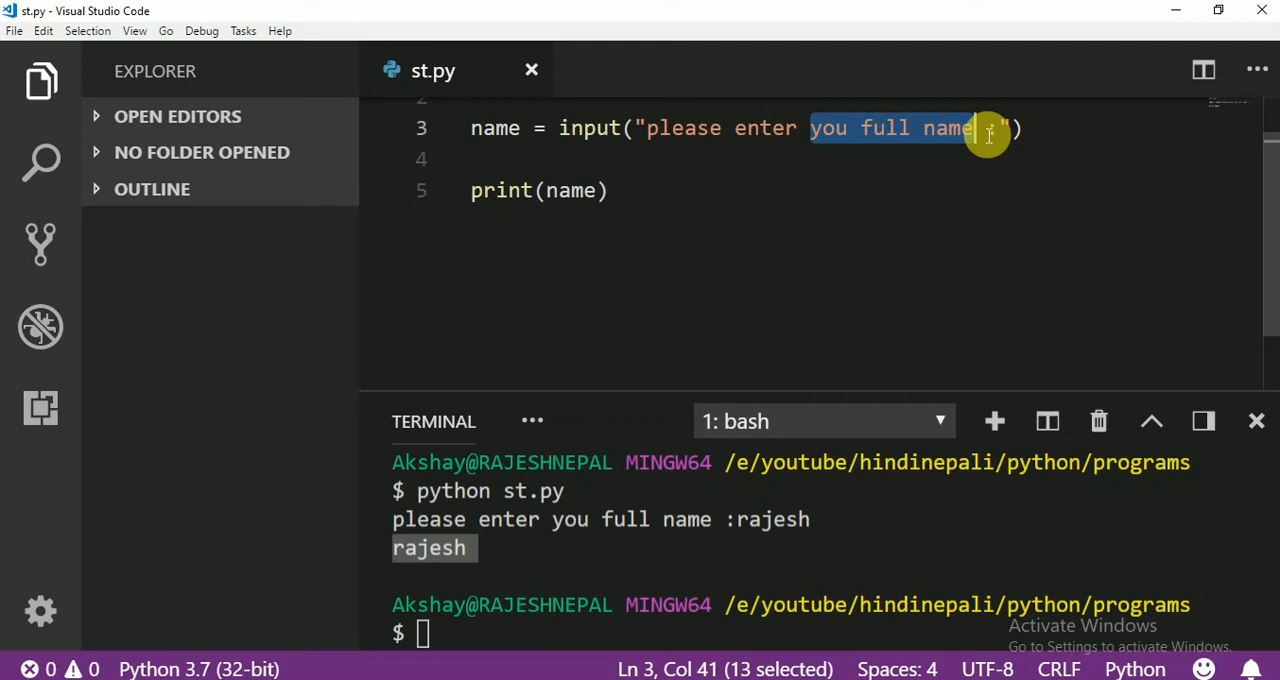 st.py - Visual Studio Code
File Edit Selection View Go Debug Tasks Help
EXPLORER
OPEN EDITORS
NO FOLDER OPENED
OUTLINE
st.py
2
3 name = input("please enter you full name :")
4
5 print(name)
TERMINAL ••• 1: bash
Akshay@RAJESHNEPAL MINGW64 /e/youtube/hindinepali/python/programs
$ python st.py
please enter you full name :rajesh
rajesh
Akshay@RAJESHNEPAL MINGW64 /e/youtube/hindinepali/python/programs
$
Activate Windows
Go to Settings to activate Windows.
0 0 Python 3.7 (32-bit) Ln 3, Col 41 (13 selected) Spaces: 4 UTF-8 CRLF Python